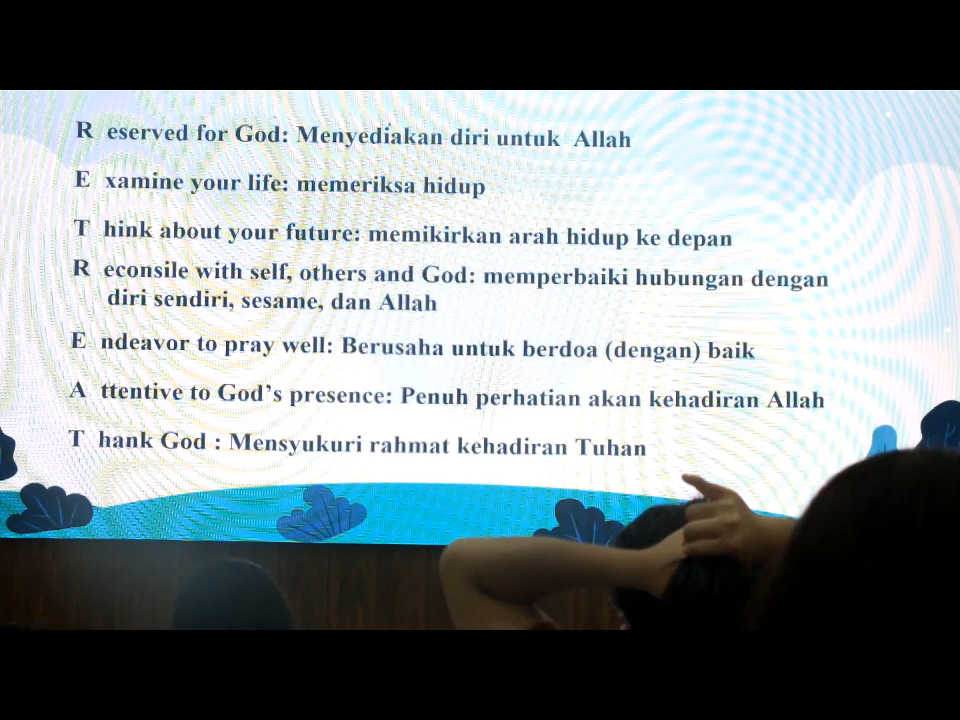 R eserved for God: Menyediakan diri untuk Allah
E xamine your life: memeriksa hidup
T hink about your future: memikirkan arah hidup ke depan
R econsile with self, others and God: memperbaiki hubungan dengan
diri sendiri, sesame, dan Allah
E ndeavor to pray well: Berusaha untuk berdoa (dengan) baik
A ttentive to God's presence: Penuh perhatian akan kehadiran Allah
T hank God : Mensyukuri rahmat kehadiran Tuhan